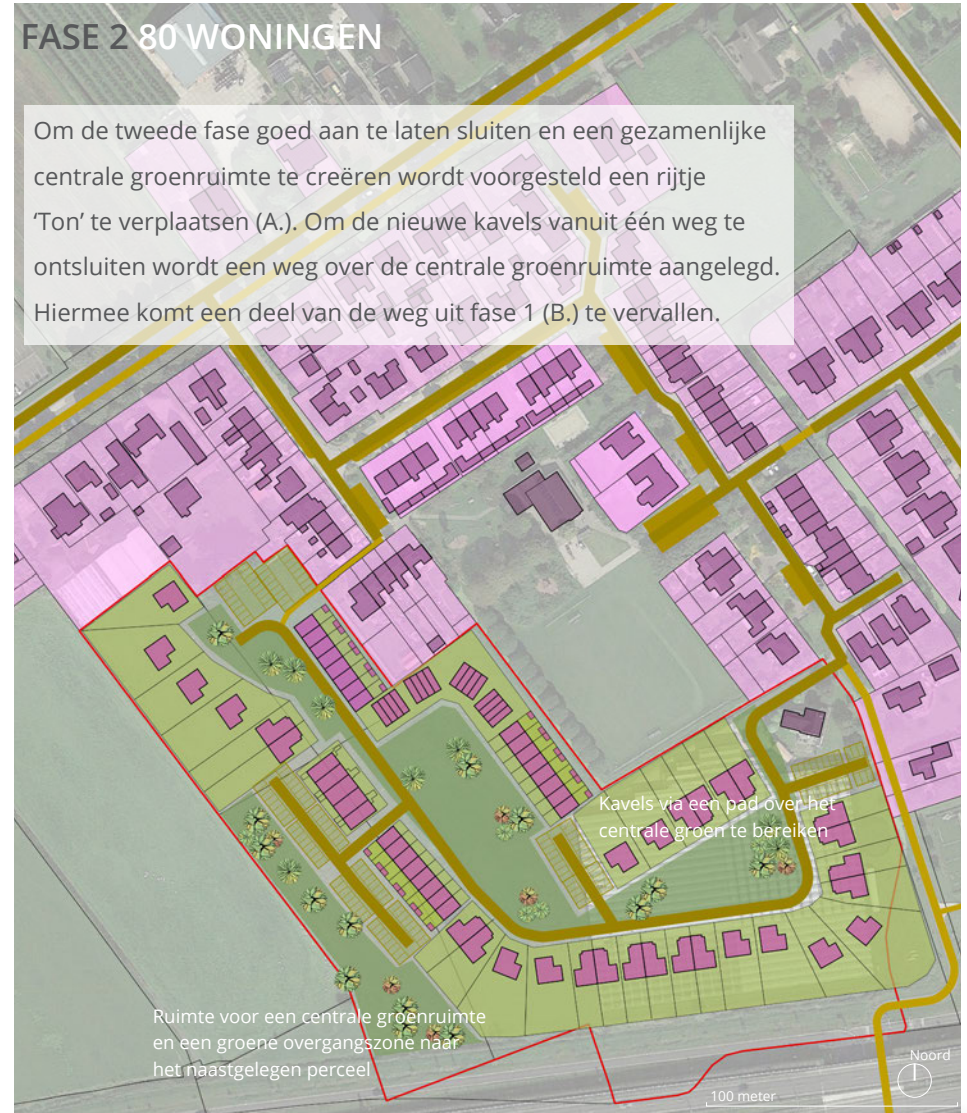 FASE 2 80 WONINGEN
Om de tweede fase goed aan te laten sluiten en een gezamenlijke
centrale groenruimte te creëren wordt voorgesteld een rijtje
‘Ton’ te verplaatsen (A.). Om de nieuwe kavels vanuit één weg te
ontsluiten wordt een weg over de centrale groenruimte aangelegd.
Hiermee komt een deel van de weg uit fase 1 (B.) te vervallen.
Kavels via een pad over het
centrale groen te bereiken
Ruimte voor een centrale groenruimte
en een groene overgangszone naar
het naastgelegen perceel
Noord
100 meter